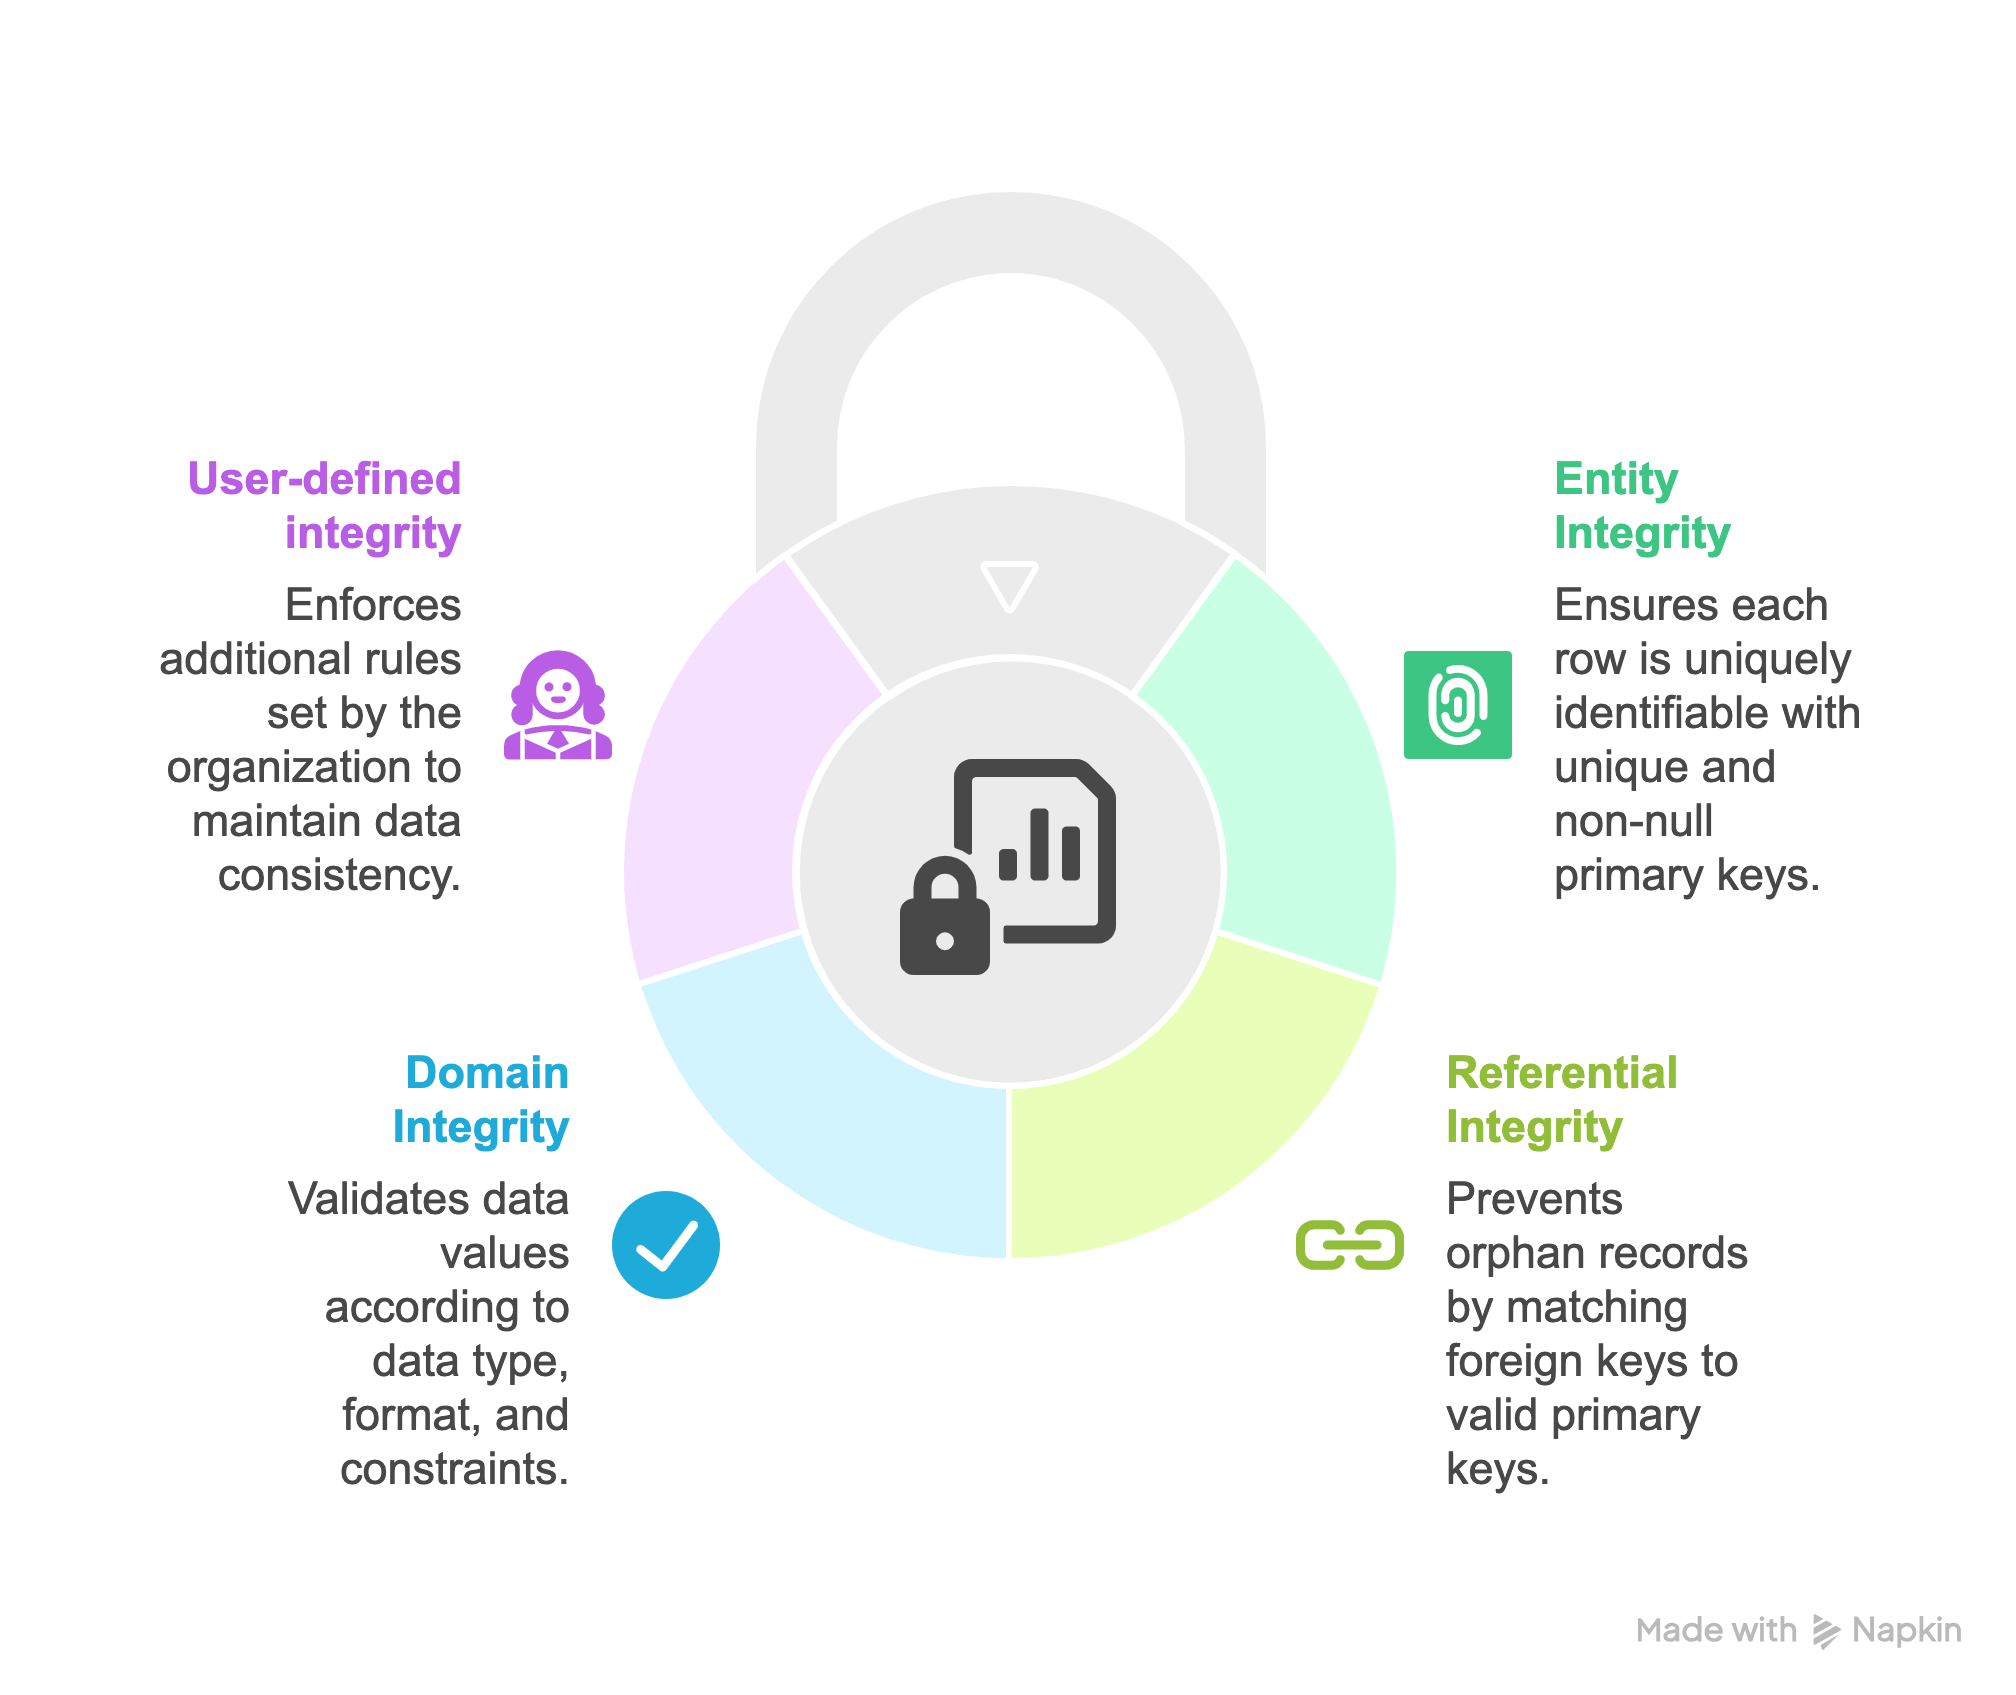 User-defined
integrity
Enforces
additional rules
set by the
organization to
maintain data
consistency.
Entity
Integrity
Ensures each
row is uniquely
identifiable with
unique and
non-null
primary keys.
Domain
Integrity
Validates data
values
according to
data type,
format, and
constraints.
Referential
Integrity
Prevents
orphan records
by matching
foreign keys to
valid primary
keys.
Made with Napkin